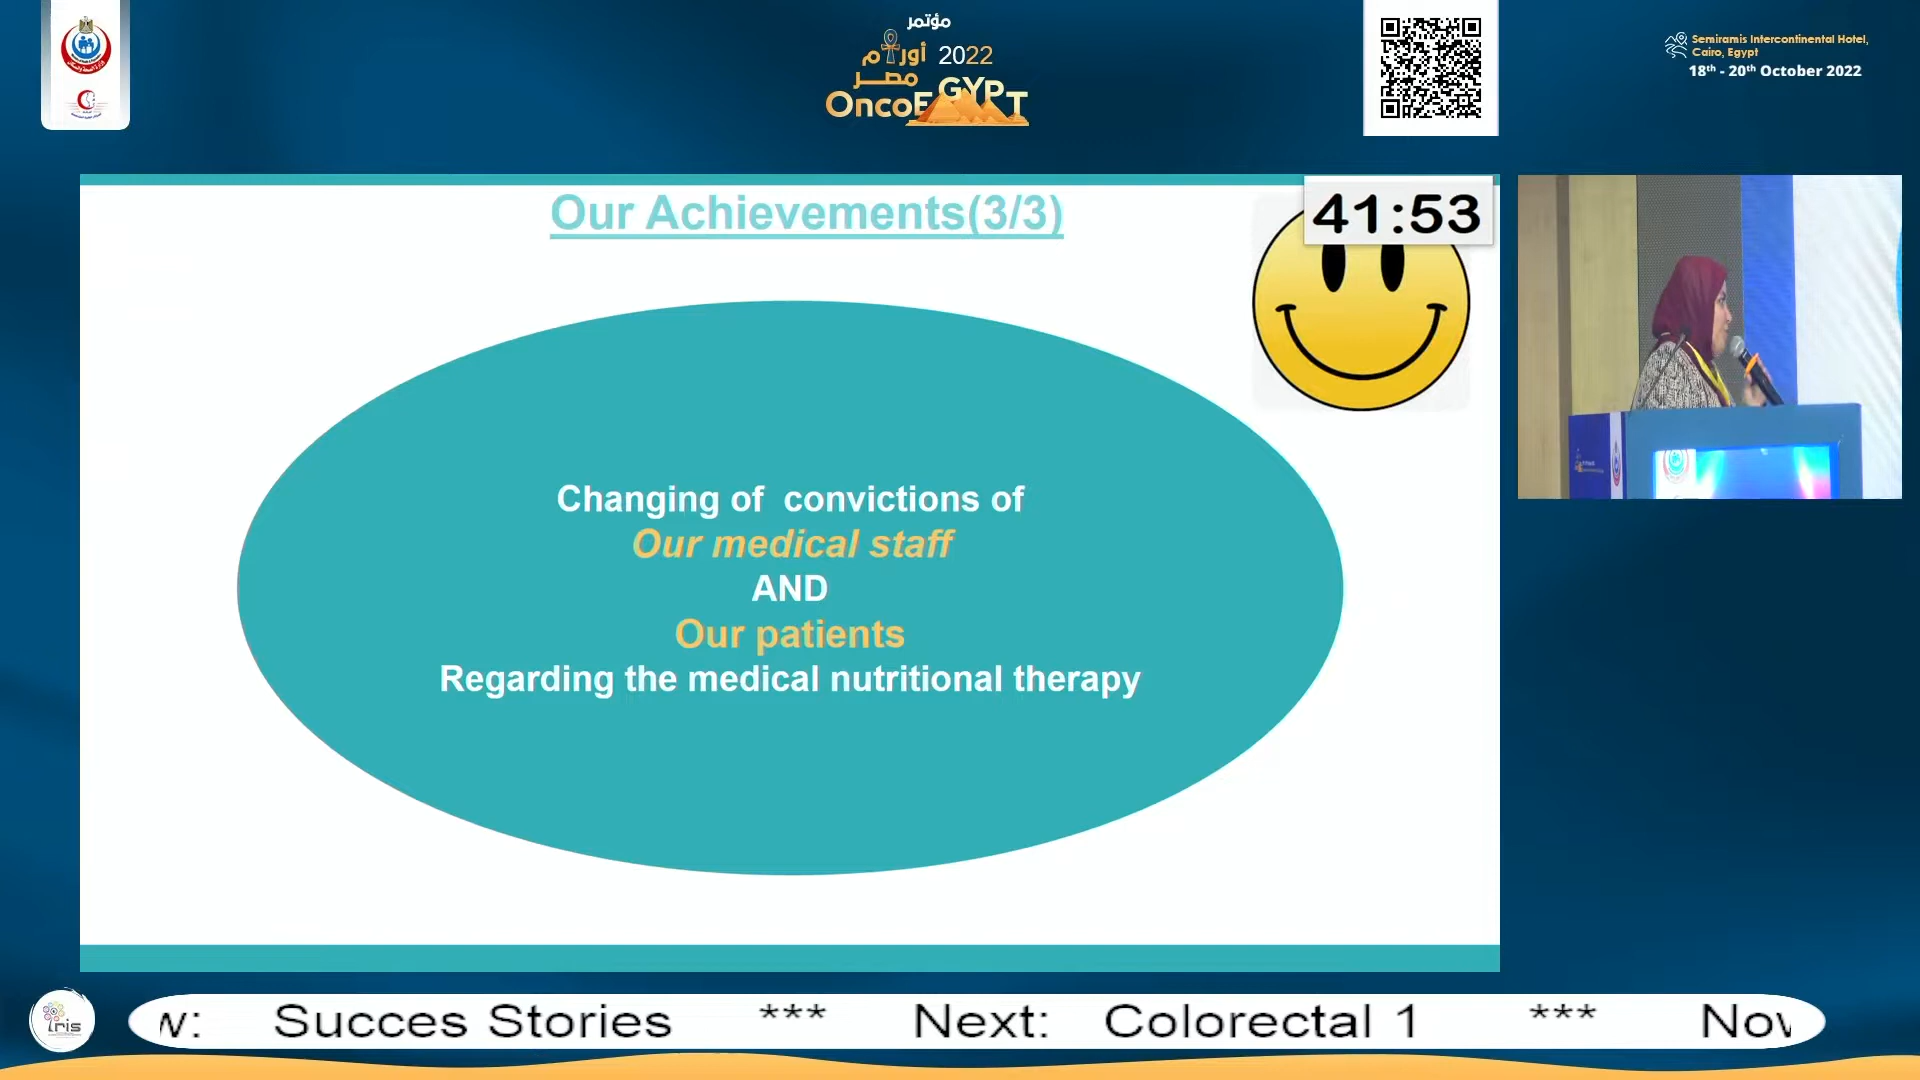 مؤتمر
أورام 2022
مصر
OncoEGYPT
Semiramis Intercontinental Hotel,
Cairo, Egypt
18th - 20th October 2022
Our Achievements(3/3)
41:53
Changing of convictions of
Our medical staff
AND
Our patients
Regarding the medical nutritional therapy
iris
w: Succes Stories *** Next: Colorectal 1 *** Nov